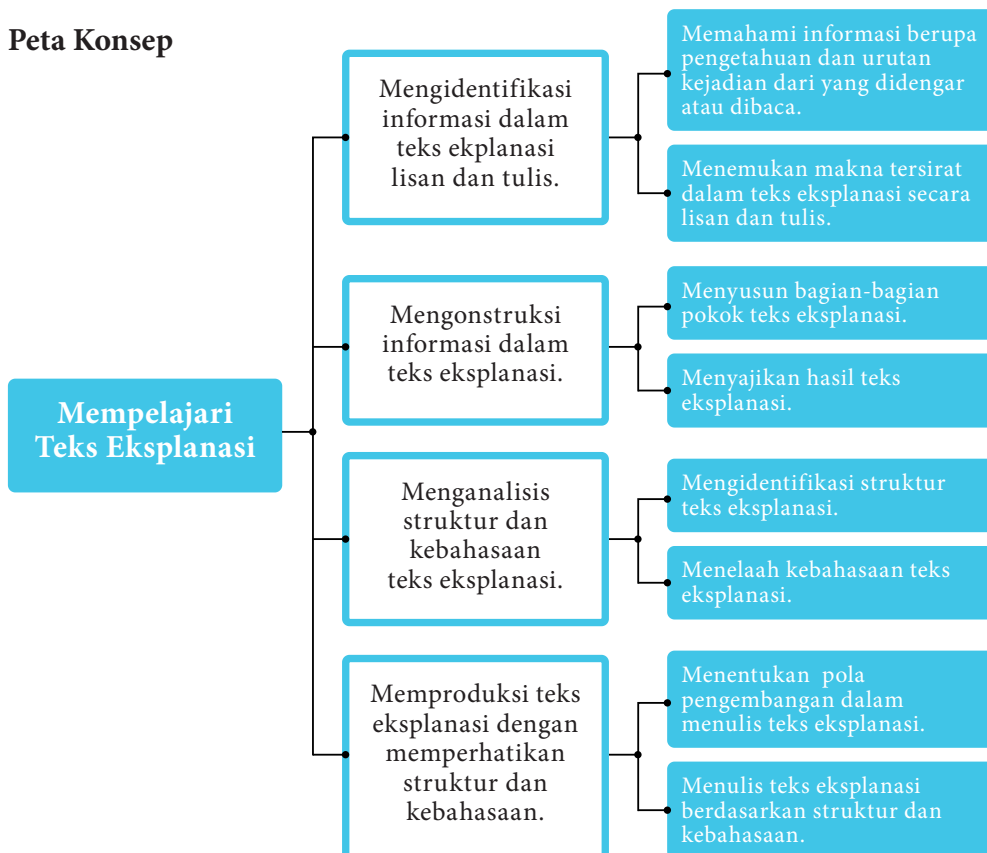 Peta Konsep
Mempelajari
Teks Eksplanasi
Mengidentifikasi
informasi dalam
teks ekplanasi
lisan dan tulis.
Memahami informasi berupa
pengetahuan dan urutan
kejadian dari yang didengar
atau dibaca.
Menemukan makna tersirat
dalam teks eksplanasi secara
lisan dan tulis.
Mengonstruksi
informasi dalam
teks eksplanasi.
Menyusun bagian-bagian
pokok teks eksplanasi.
Menyajikan hasil teks
eksplanasi.
Menganalisis
struktur dan
kebahasaan
teks eksplanasi.
Mengidentifikasi struktur
teks eksplanasi.
Menelaah kebahasaan teks
eksplanasi.
Memproduksi teks
eksplanasi dengan
memperhatikan
struktur dan
kebahasaan.
Menentukan  pola
pengembangan dalam
menulis teks eksplanasi.
Menulis teks eksplanasi
berdasarkan struktur dan
kebahasaan.